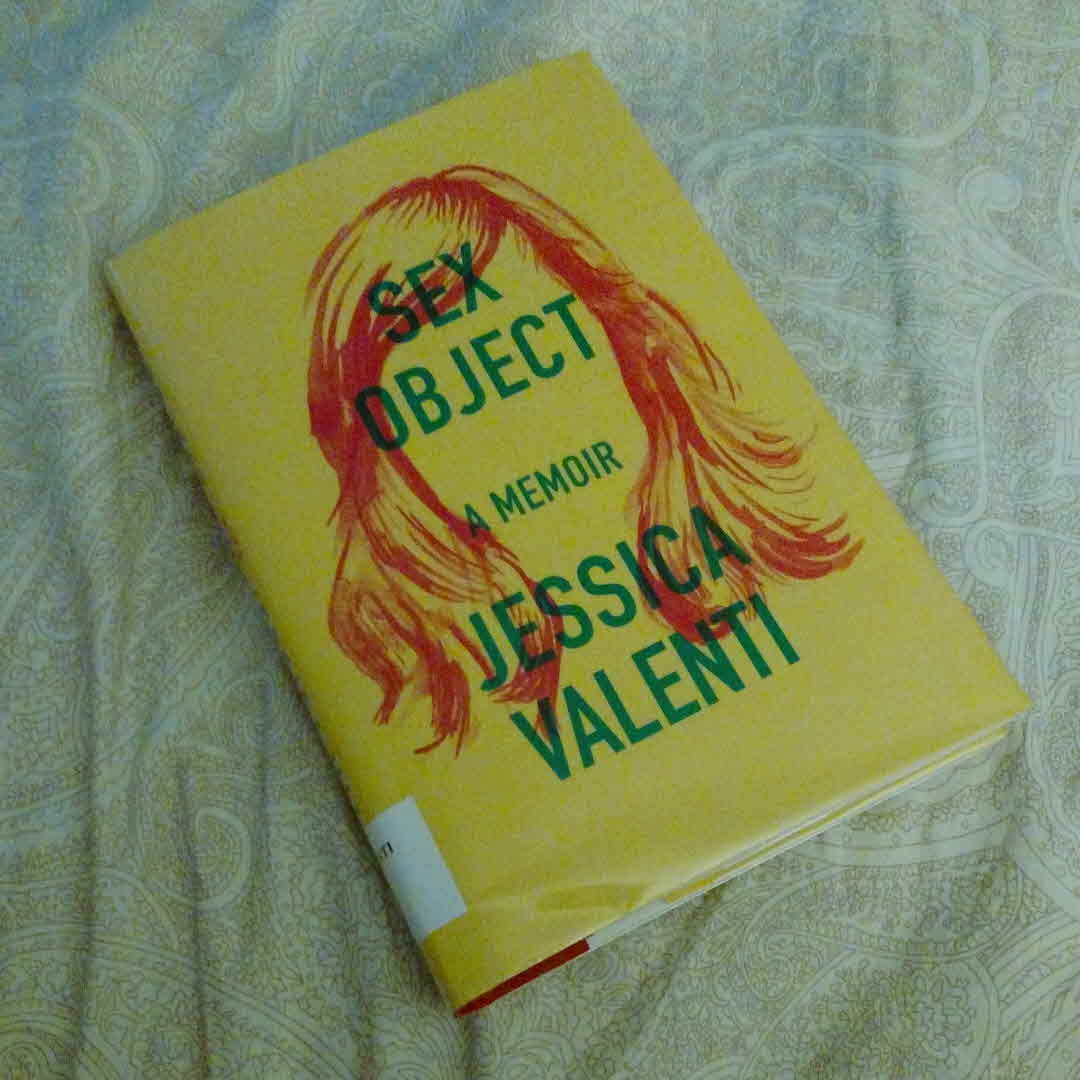 SEX
OBJECT
A MEMOIR
JESSICA
VALENTI